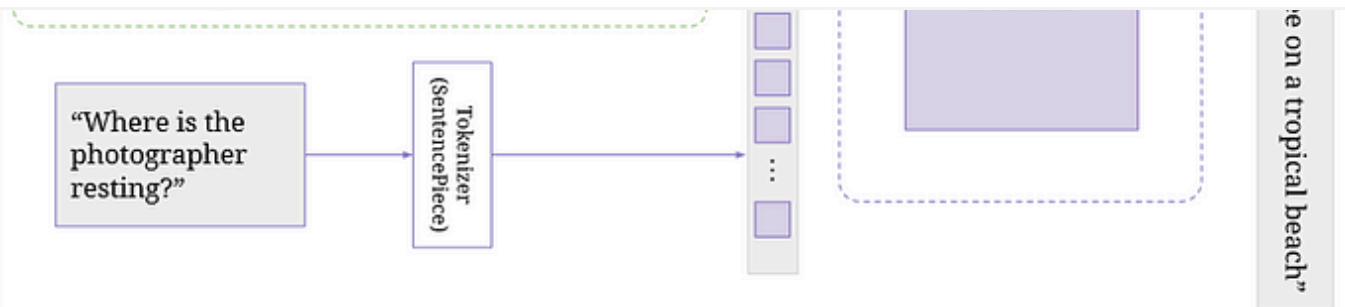 “Where is the
photographer
resting?”
Tokenizer
(SentencePiece)
...
on a tropical beach”